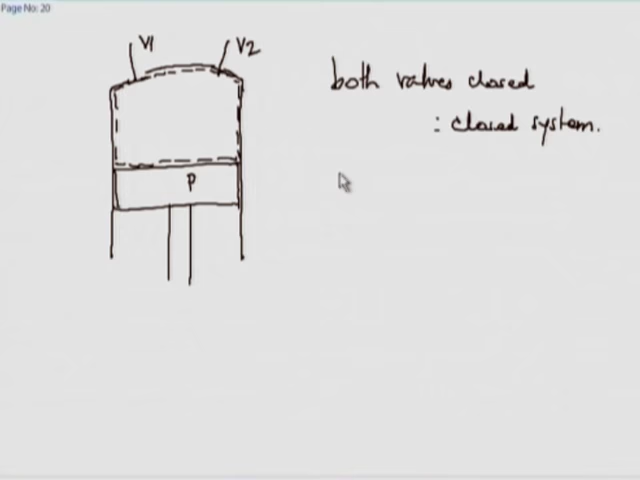 Page No: 20
V1
V2
both valves closed
: closed system.
P